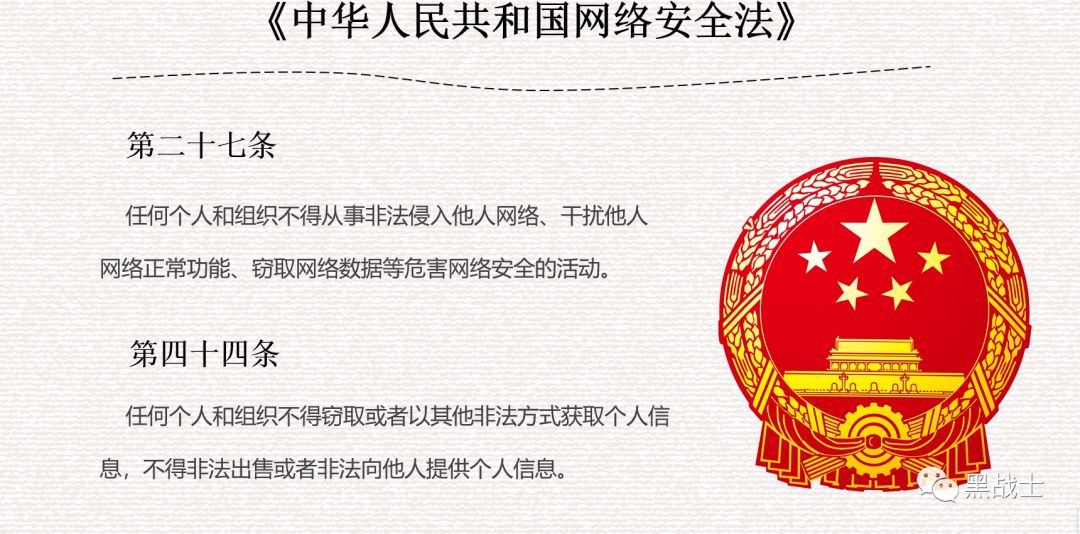 《中华人民共和国网络安全法》
第二十七条
任何个人和组织不得从事非法侵入他人网络、干扰他人
网络正常功能、窃取网络数据等危害网络安全的活动。
第四十四条
任何个人和组织不得窃取或者以其他非法方式获取个人信
息，不得非法出售或者非法向他人提供个人信息。
黑战士